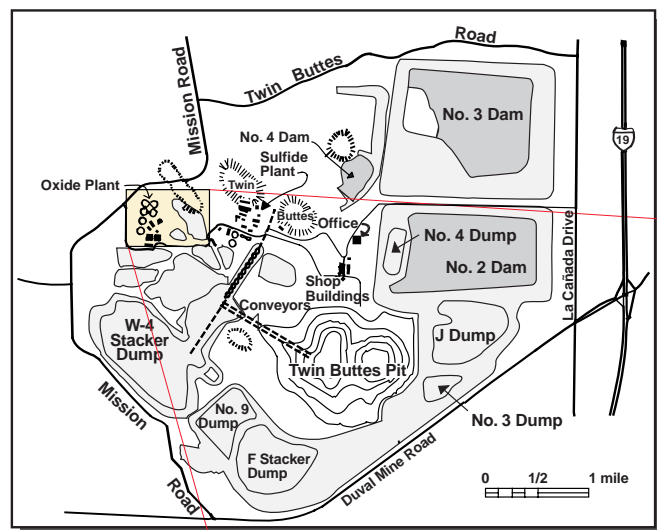 Road
Twin Buttes
Mission Road
No. 3 Dam
No. 4 Dam
19
Sulfide
Plant
Oxide Plant
Twin
Buttes
Office
No. 4 Dump
No. 2 Dam
La Cañada Drive
Shop
Buildings
Conveyors
W-4
Stacker
Dump
J Dump
Twin Buttes Pit
Mission
No. 9
Dump
No. 3 Dump
F Stacker
Dump
Duval Mine Road
Road
0 1/2 1 mile